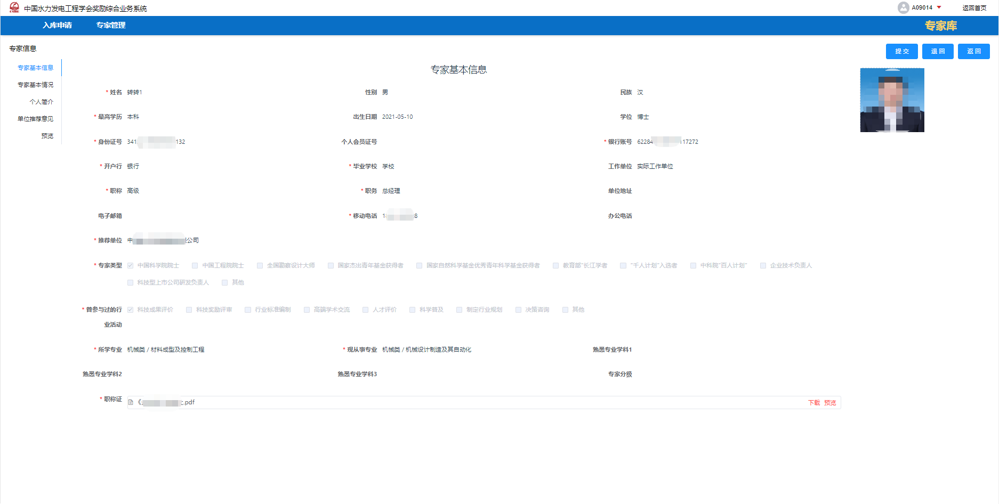 中国水力发电工程学会奖励综合业务系统
A09014 返回首页
入库申请 专家管理 专家库
专家信息
提交 退回 返回
专家基本信息
专家基本情况
个人简介
单位推荐意见
预览
专家基本信息
* 姓名 转转1 性别 男 民族 汉
* 最高学历 本科 出生日期 2021-05-10 学位 博士
* 身份证号 341 132 个人会员证号 * 银行账号 62284 117272
* 开户行 银行 * 毕业学校 学校 工作单位 实际工作单位
* 职称 高级 * 职务 总经理 单位地址
电子邮箱 * 移动电话 1 8 办公电话
* 推荐单位 中 公司
* 专家类型 中国科学院院士 中国工程院院士 全国勘察设计大师 国家杰出青年基金获得者 国家自然科学基金优秀青年科学基金获得者 教育部“长江学者 “千人计划”入选者 中科院“百人计划” 企业技术负责人
科技型上市公司研发负责人 其他
* 曾参与过的行 科技成果评价 科技奖励评审 行业标准编制 高端学术交流 人才评价 科学普及 制定行业规划 决策咨询 其他
业活动
* 所学专业 机械类 / 材料成型及控制工程 * 现从事专业 机械类 / 机械设计制造及其自动化 熟悉专业学科1
熟悉专业学科2 熟悉专业学科3 专家分级
* 职称证 《 .pdf 下载 预览